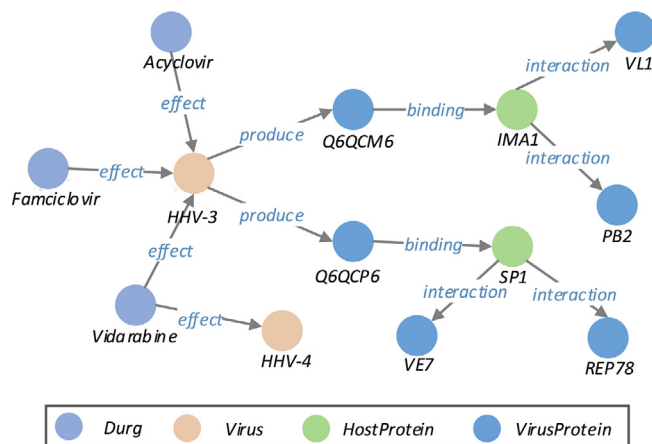 Acyclovir
effect
Famciclovir
effect
HHV-3
effect
Vidarabine
effect
HHV-4
produce
Q6QCM6
binding
IMA1
interaction
VL1
interaction
PB2
produce
Q6QCP6
binding
SP1
interaction
VE7
interaction
REP78
Durg
Virus
HostProtein
VirusProtein